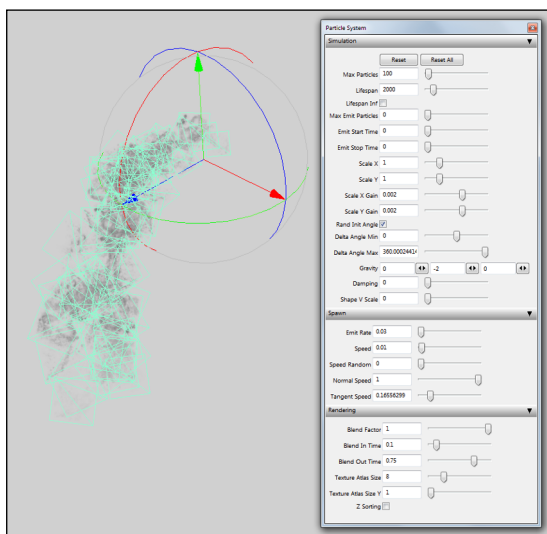 Particle System
Simulation
Reset Reset All
Max Particles 100
Lifespan 2000
Lifespan Inf
Max Emit Particles 0
Emit Start Time 0
Emit Stop Time 0
Scale X 1
Scale Y 1
Scale X Gain 0.002
Scale Y Gain 0.002
Rand Init Angle
Delta Angle Min 0
Delta Angle Max 360.00024414
Gravity 0 -2 0
Damping 0
Shape V Scale 0
Spawn
Emit Rate 0.03
Speed 0.01
Speed Random 0
Normal Speed 1
Tangent Speed 0.16556299
Rendering
Blend Factor 1
Blend In Time 0.1
Blend Out Time 0.75
Texture Atlas Size 8
Texture Atlas Size Y 1
Z Sorting